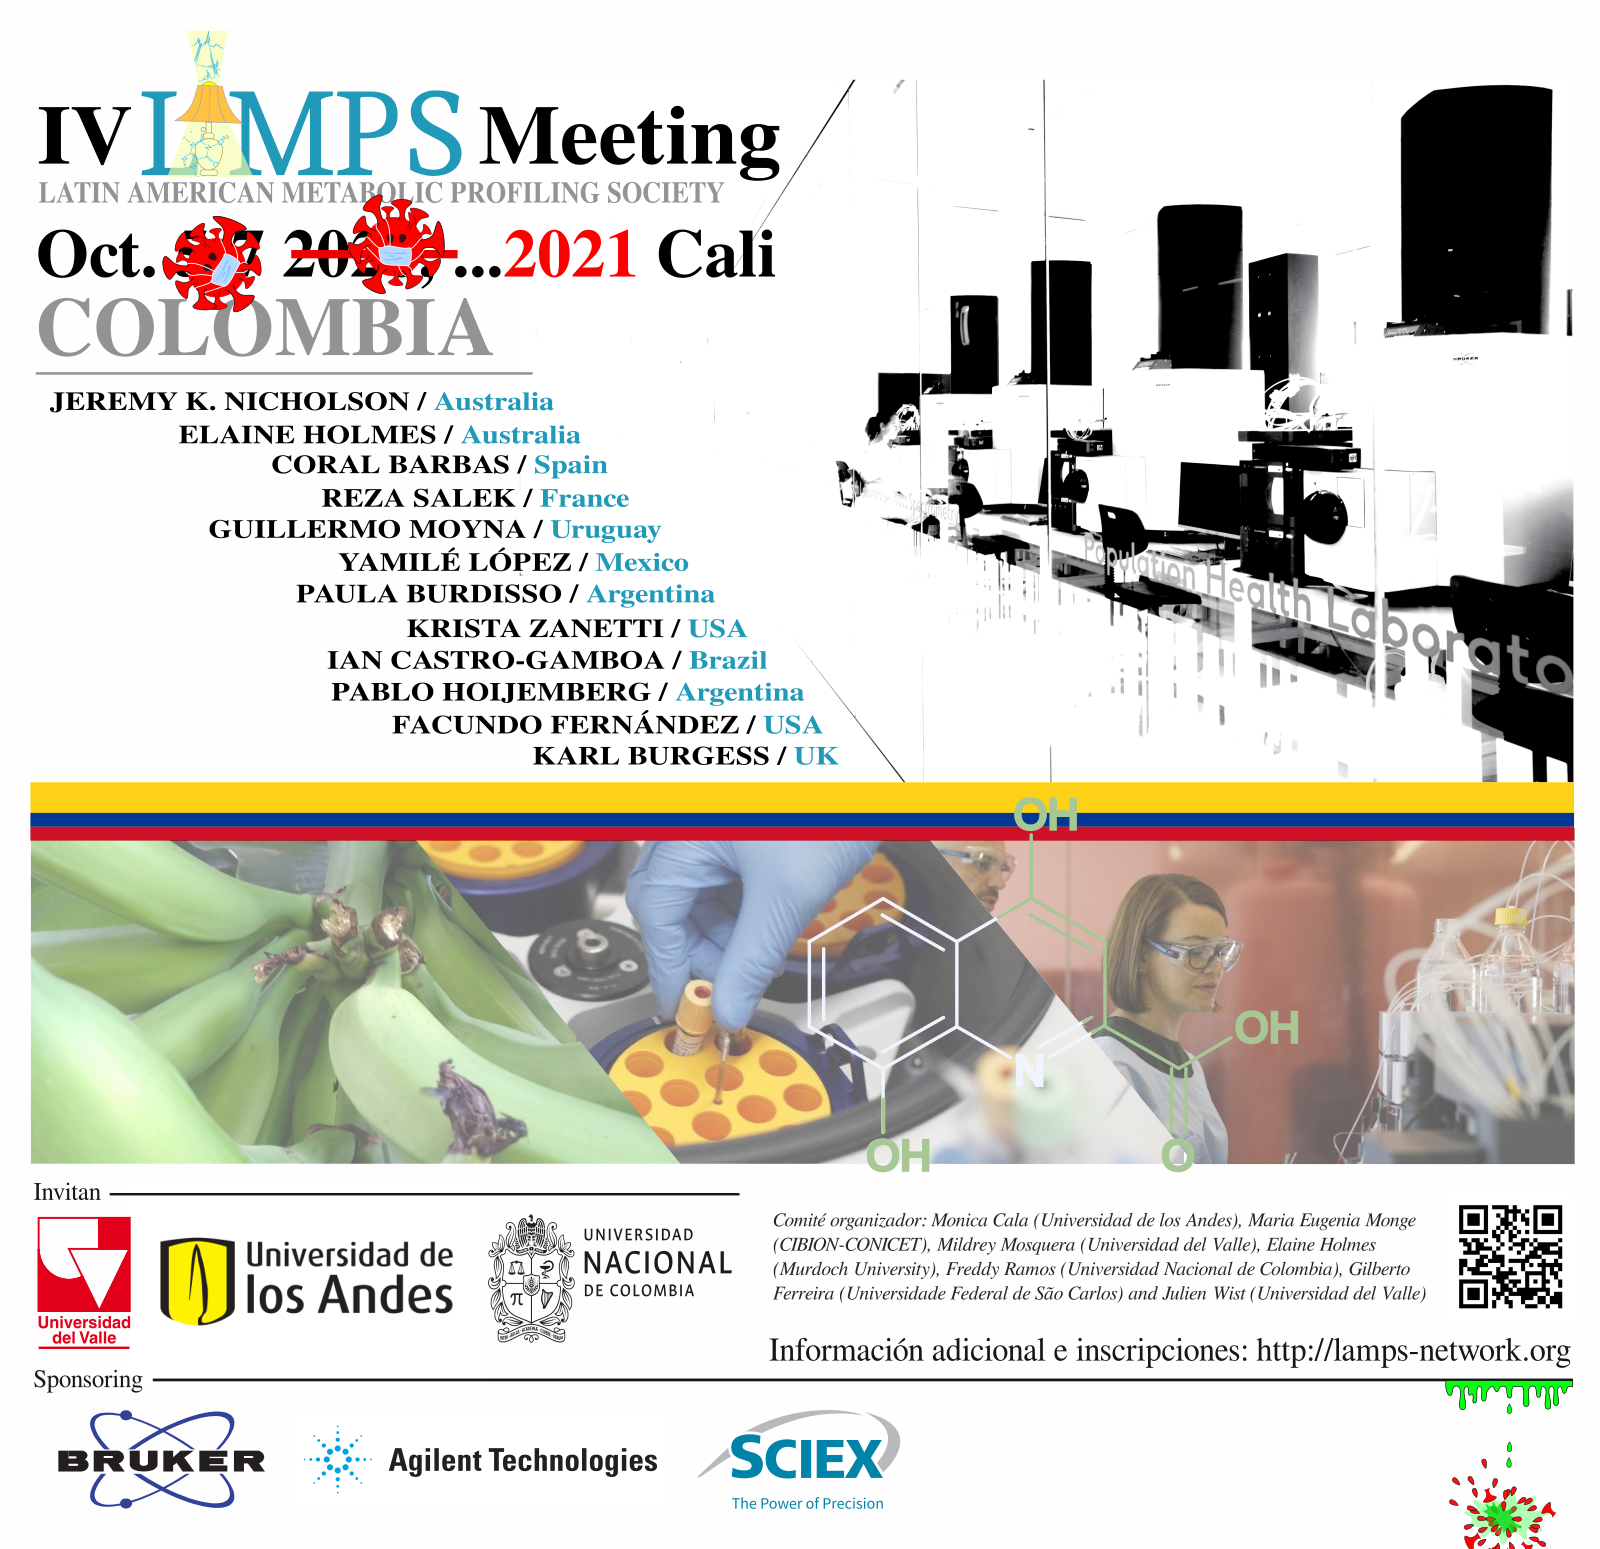 IV LAMPS Meeting
LATIN AMERICAN METABOLIC PROFILING SOCIETY
Oct. 7 ...2021 Cali
COLOMBIA
JEREMY K. NICHOLSON / Australia
ELAINE HOLMES / Australia
CORAL BARBAS / Spain
REZA SALEK / France
GUILLERMO MOYNA / Uruguay
YAMILÉ LÓPEZ / Mexico
PAULA BURDISSO / Argentina
KRISTA ZANETTI / USA
IAN CASTRO-GAMBOA / Brazil
PABLO HOIJEMBERG / Argentina
FACUNDO FERNÁNDEZ / USA
KARL BURGESS / UK
BRUKER
Population Health Laborato
OH
OH
N
OH
O
Invitan
Universidad
del Valle
Universidad de
los Andes
UNIVERSIDAD
NACIONAL
DE COLOMBIA
Comité organizador: Monica Cala (Universidad de los Andes), Maria Eugenia Monge
(CIBION-CONICET), Mildrey Mosquera (Universidad del Valle), Elaine Holmes
(Murdoch University), Freddy Ramos (Universidad Nacional de Colombia), Gilberto
Ferreira (Universidade Federal de São Carlos) and Julien Wist (Universidad del Valle)
Información adicional e inscripciones: http://lamps-network.org
Sponsoring
BRUKER
Agilent Technologies
SCIEX
The Power of Precision